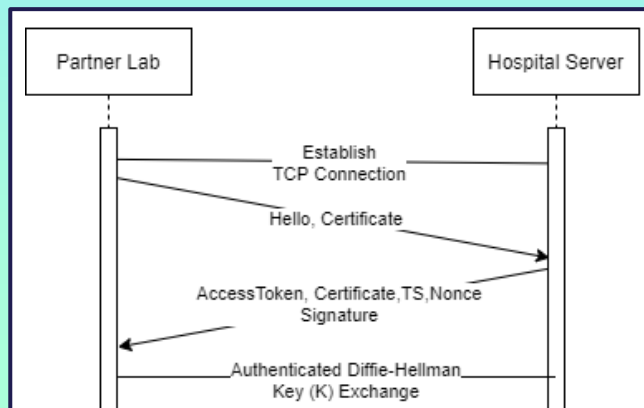 Partner Lab
Hospital Server
Establish
TCP Connection
Hello, Certificate
AccessToken, Certificate,TS,Nonce
Signature
Authenticated Diffie-Hellman
Key (K) Exchange